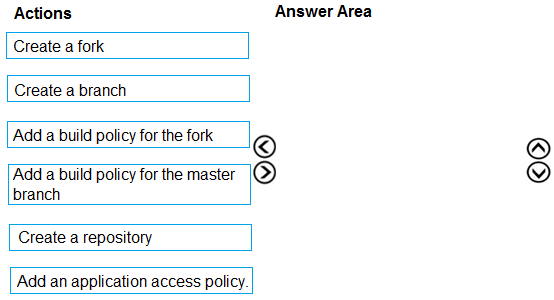 Actions
Answer Area
Create a fork
Create a branch
Add a build policy for the fork
Add a build policy for the master
branch
Create a repository
Add an application access policy.